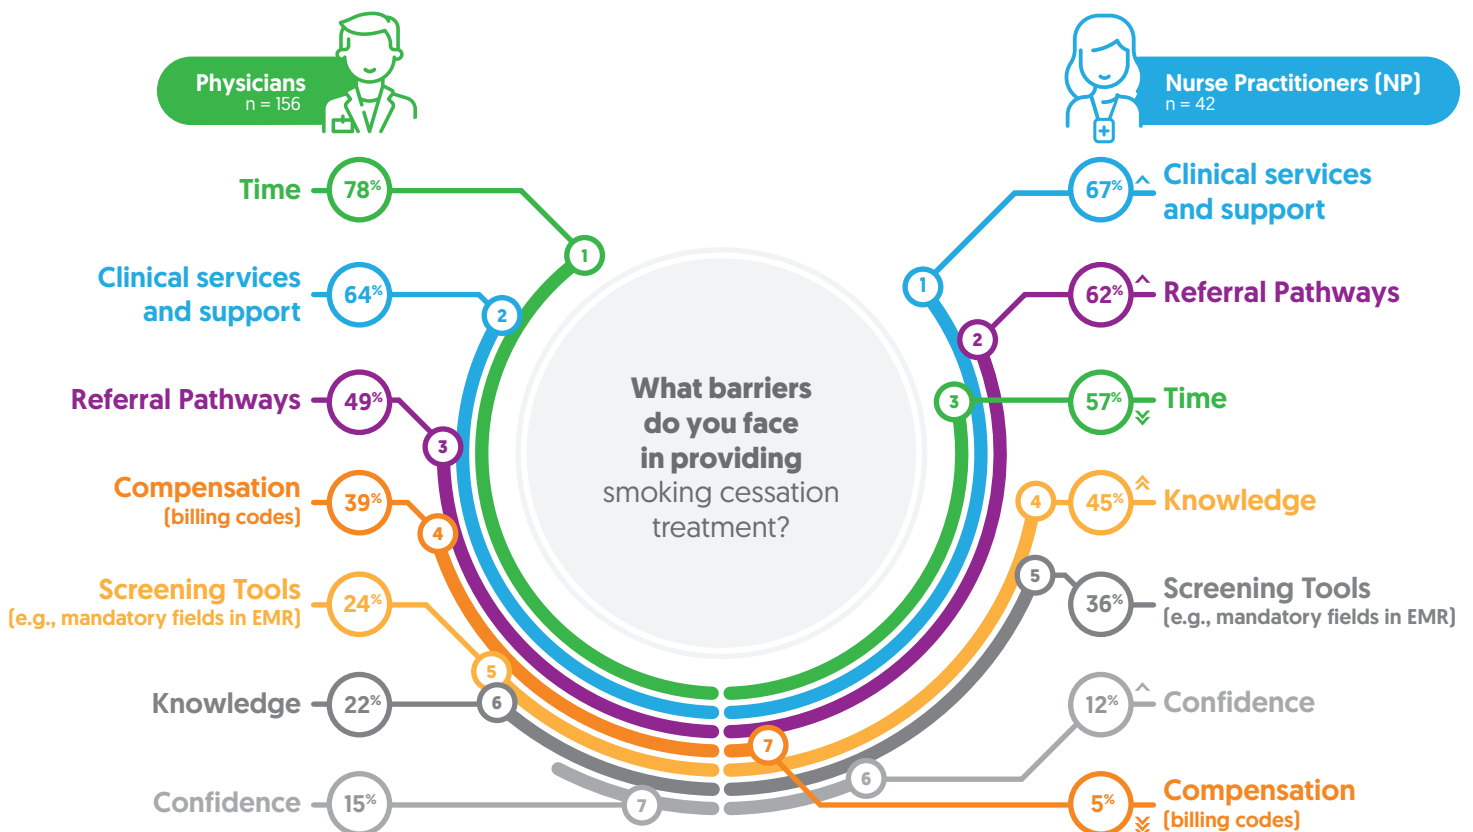 Physicians
n = 156
Nurse Practitioners (NP)
n = 42
Time
78%
1
Clinical services
and support
64%
2
Referral Pathways
49%
3
Compensation
(billing codes)
39%
4
Screening Tools
(e.g., mandatory fields in EMR)
24%
5
Knowledge
22%
6
Confidence
15%
7
What barriers
do you face
in providing
smoking cessation
treatment?
1
67%
Clinical services
and support
2
62%
Referral Pathways
3
57%
Time
4
45%
Knowledge
5
36%
Screening Tools
(e.g., mandatory fields in EMR)
6
12%
Confidence
7
5%
Compensation
(billing codes)